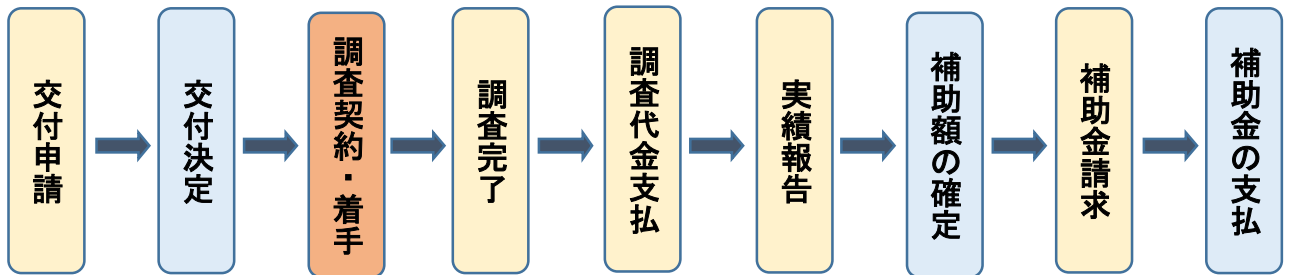 交付申請
交付決定
調査契約・着手
調査完了
調査代金支払
実績報告
補助額の確定
補助金請求
補助金の支払